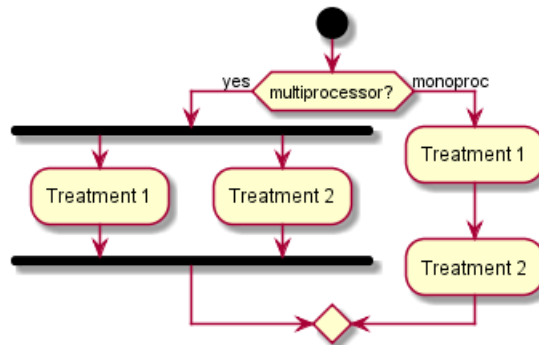 yes
multiprocessor?
monoproc
Treatment 1
Treatment 2
Treatment 1
Treatment 2